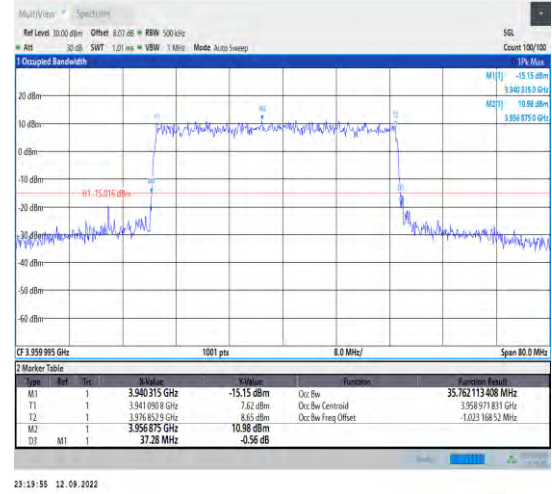 MultiView Spectrum
Ref Level 30.00 dBm Offset 8.07 dB RBW 500 kHz SGL
Att 30 dB SWT 1.01 ms VBW 1 MHz Mode Auto Sweep Count 100/100
1 Occupied Bandwidth 1Pk Max
M1[1] -15.15 dBm
3.940 315 0 GHz
M2[1] 10.98 dBm
3.956 875 0 GHz
20 dBm
M2
T1
T2
10 dBm
0 dBm
-10 dBm
M1
D3
H1 -15.016 dBm
-20 dBm
-30 dBm
-40 dBm
-50 dBm
-60 dBm
CF 3.959 995 GHz 1001 pts 8.0 MHz/ Span 80.0 MHz
2 Marker Table
Type Ref Trc X-Value Y-Value Function Function Result
M1 1 3.940 315 GHz -15.15 dBm Occ Bw 35.762 113 408 MHz
T1 1 3.941 090 8 GHz 7.62 dBm Occ Bw Centroid 3.958 971 831 GHz
T2 1 3.976 852 9 GHz 8.65 dBm Occ Bw Freq Offset -1.023 168 52 MHz
M2 1 3.956 875 GHz 10.98 dBm
D3 M1 1 37.28 MHz -0.56 dB
23:19:55 12.09.2022